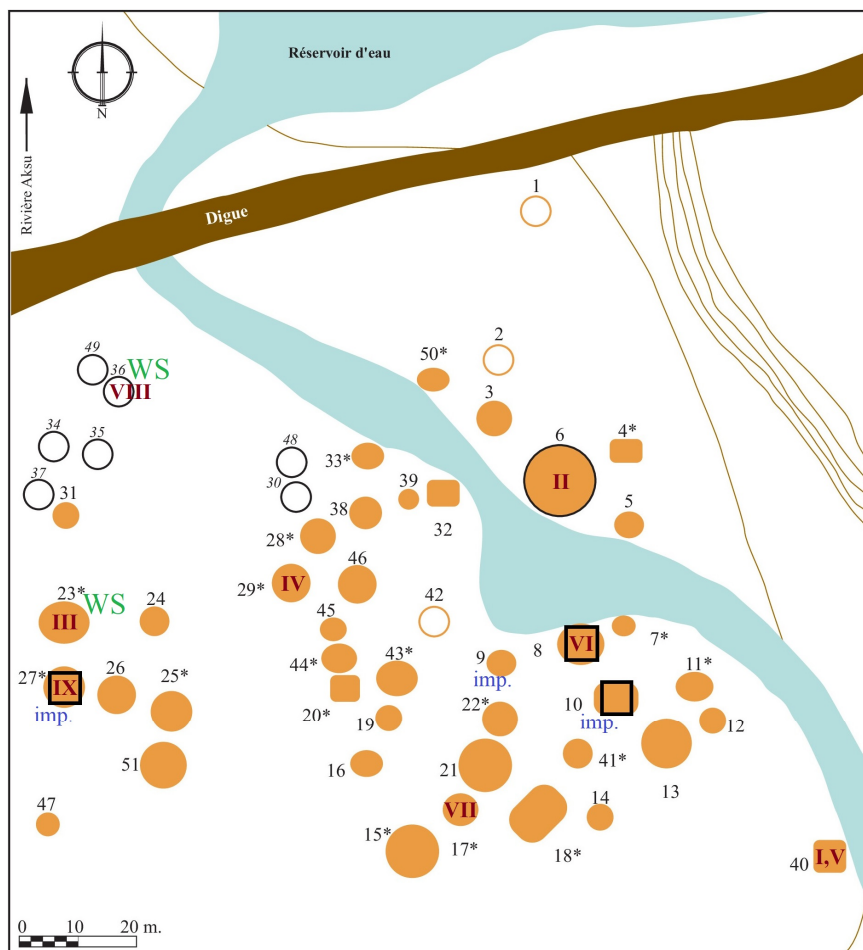 Réservoir d'eau
N
Rivière Aksu
Digue
1
2
50*
3
6
4*
II
5
49
36
WS
VIII
34
35
37
31
48
30
33*
39
38
32
28*
29*
IV
46
42
45
44*
43*
20*
19
16
23*
WS
III
24
27*
IX
imp.
26
25*
51
47
9
imp.
8
VI
7*
10
imp.
11*
12
22*
21
41*
13
VII
17*
15*
18*
14
40
I,V
0 10 20 m.